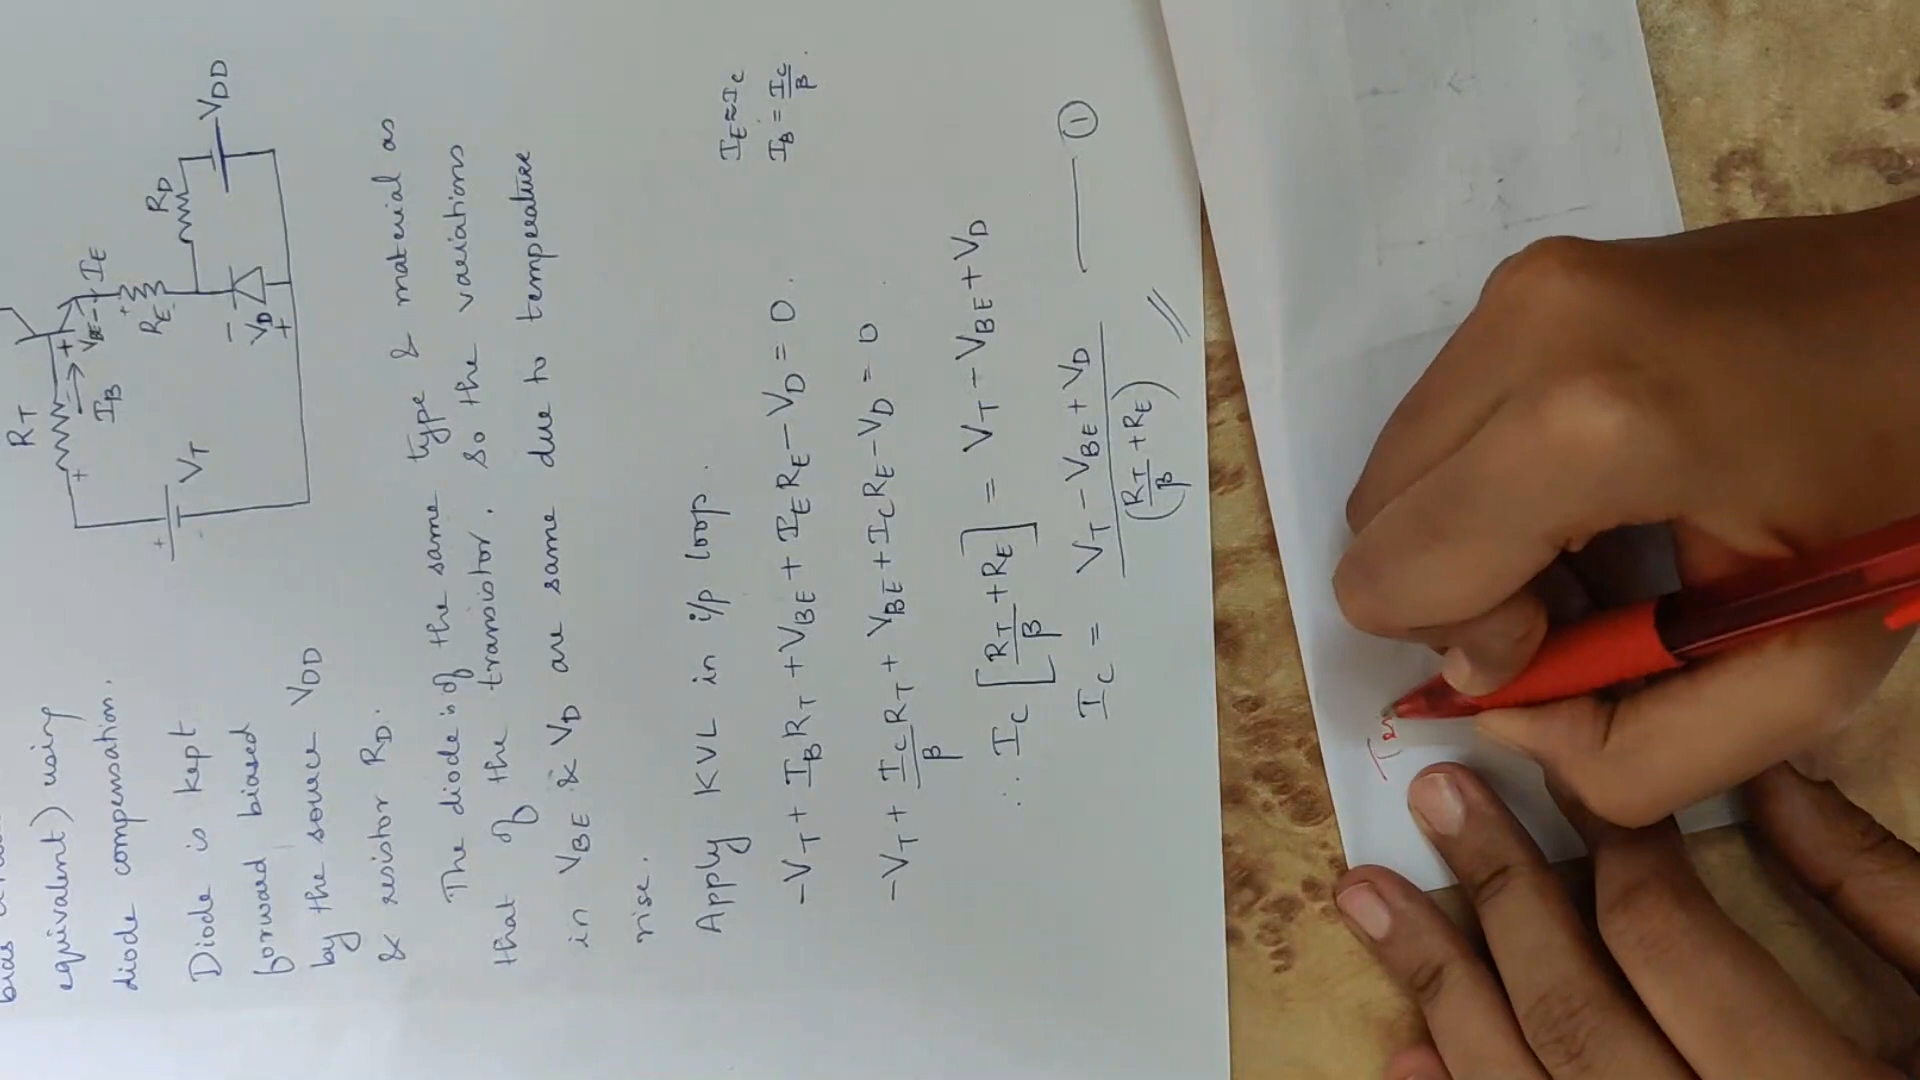 equivalent) using
diode compensation.
Diode is kept
forward biased
by the source VDD
& resistor RD.
RT
+
IB
+ VBE -
IE
+
RE
RD
VDD
+
VT
-
-
VD
+
The diode is of the same type & material as
that of the transistor. So the variations
in VBE & VD are same due to temperature
rise.
Apply KVL in i/p loop.
IE≈IC
IB = IC/β.
-VT + IBRT + VBE + IERE - VD = 0.
-VT + IC/β RT + VBE + ICRE - VD = 0
∴ IC [RT/β + RE] = VT - VBE + VD
IC = VT - VBE + VD / (RT/β + RE) —— ①